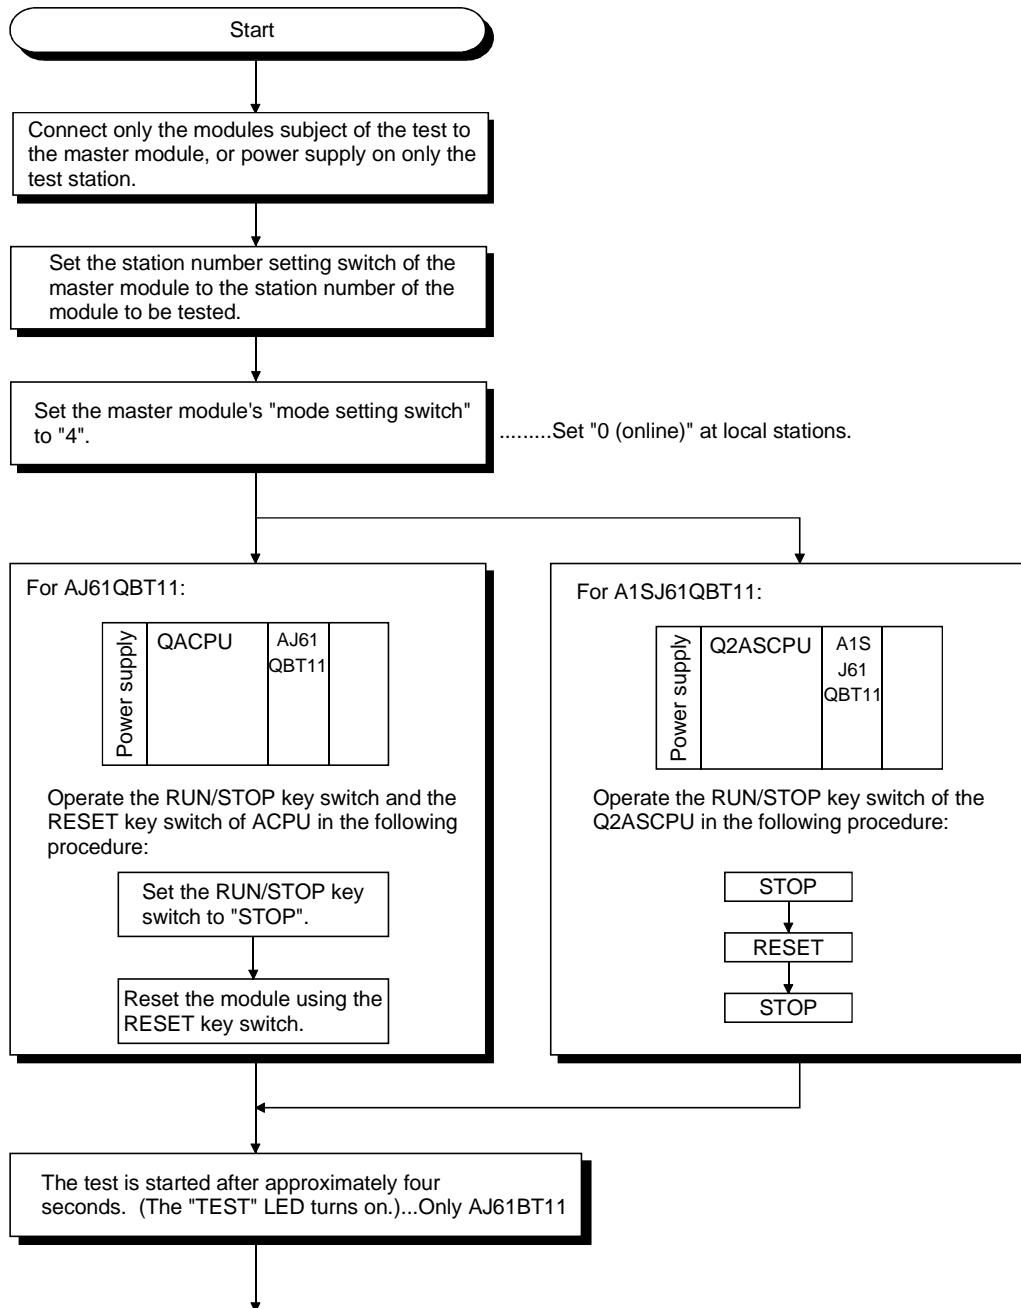 Start
Connect only the modules subject of the test to
the master module, or power supply on only the
test station.
Set the station number setting switch of the
master module to the station number of the
module to be tested.
Set the master module's "mode setting switch"
to "4".
.........Set "0 (online)" at local stations.
For AJ61QBT11:
Power supply
QACPU
AJ61
QBT11
Operate the RUN/STOP key switch and the
RESET key switch of ACPU in the following
procedure:
Set the RUN/STOP key
switch to "STOP".
Reset the module using the
RESET key switch.
For A1SJ61QBT11:
Power supply
Q2ASCPU
A1S
J61
QBT11
Operate the RUN/STOP key switch of the
Q2ASCPU in the following procedure:
STOP
RESET
STOP
The test is started after approximately four
seconds.  (The "TEST" LED turns on.)...Only AJ61BT11